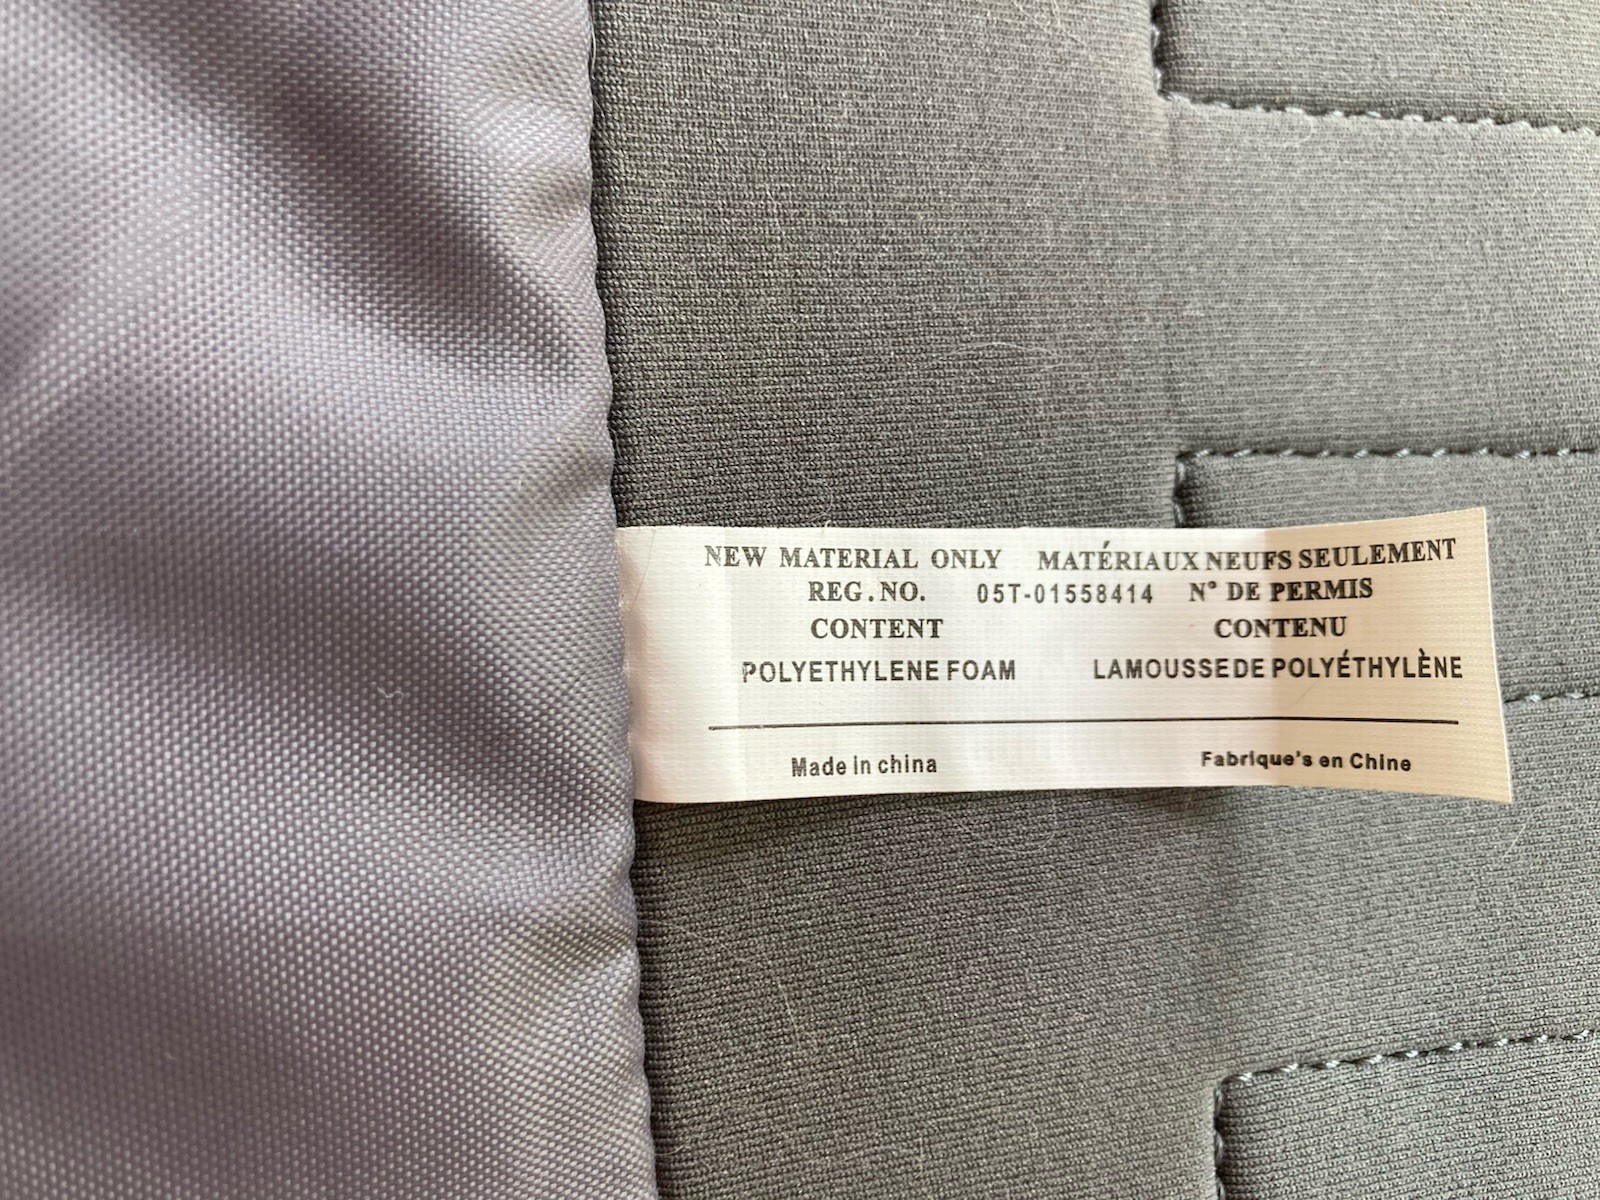 NEW MATERIAL ONLY MATÉRIAUX NEUFS SEULEMENT
REG.NO. 05T-01558414 N° DE PERMIS
CONTENT CONTENU
POLYETHYLENE FOAM LAMOUSSEDE POLYÉTHYLÈNE
Made in china Fabrique's en Chine